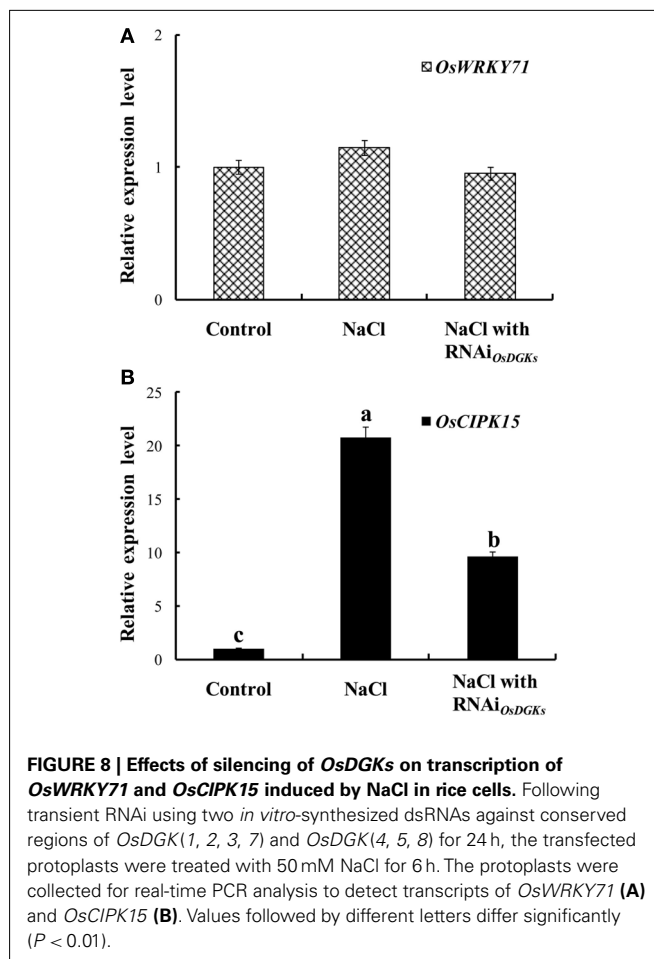 A
2
1
0
Relative expression level
OsWRKY71
Control
NaCl
NaCl with
RNAiOsDGKs
B
25
20
15
10
5
0
Relative expression level
OsCIPK15
c
a
b
Control
NaCl
NaCl with
RNAiOsDGKs
FIGURE 8 | Effects of silencing of OsDGKs on transcription of
OsWRKY71 and OsCIPK15 induced by NaCl in rice cells. Following
transient RNAi using two in vitro-synthesized dsRNAs against conserved
regions of OsDGK(1, 2, 3, 7) and OsDGK(4, 5, 8) for 24 h, the transfected
protoplasts were treated with 50 mM NaCl for 6 h. The protoplasts were
collected for real-time PCR analysis to detect transcripts of OsWRKY71 (A)
and OsCIPK15 (B). Values followed by different letters differ significantly
(P < 0.01).